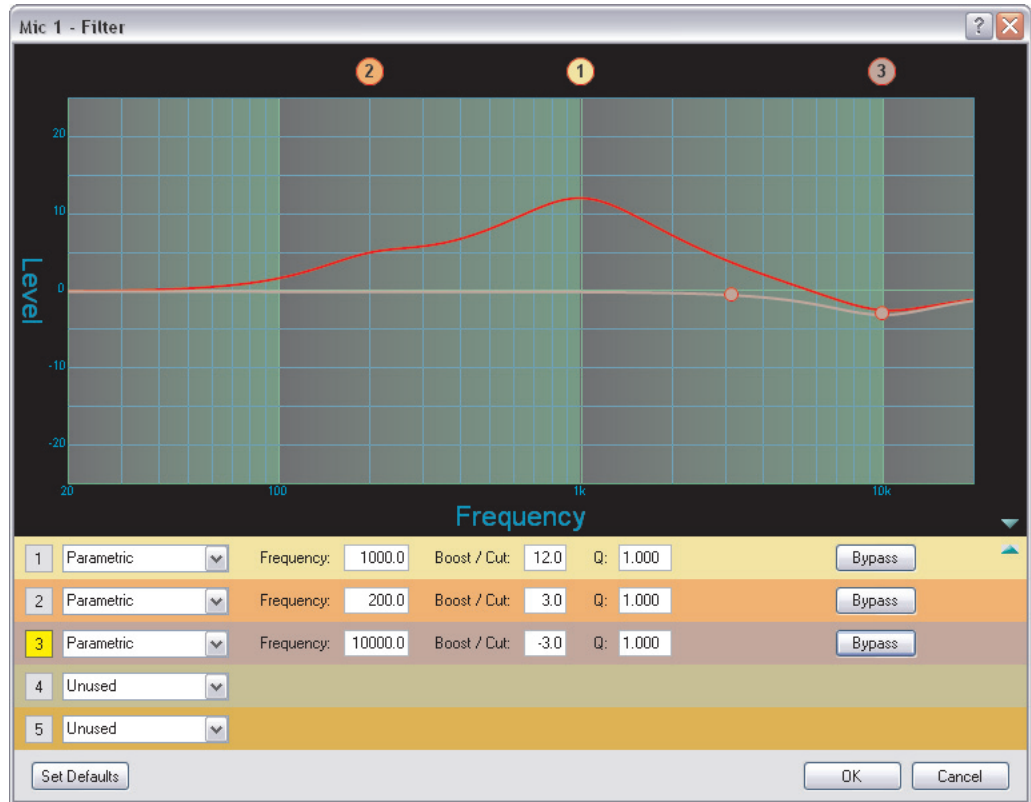 Mic 1 - Filter
?
2 1 3
20
10
0
-10
-20
Level
20 100 1k 10k
Frequency
1 Parametric Frequency: 1000.0 Boost / Cut: 12.0 Q: 1.000 Bypass
2 Parametric Frequency: 200.0 Boost / Cut: 3.0 Q: 1.000 Bypass
3 Parametric Frequency: 10000.0 Boost / Cut: -3.0 Q: 1.000 Bypass
4 Unused
5 Unused
Set Defaults OK Cancel